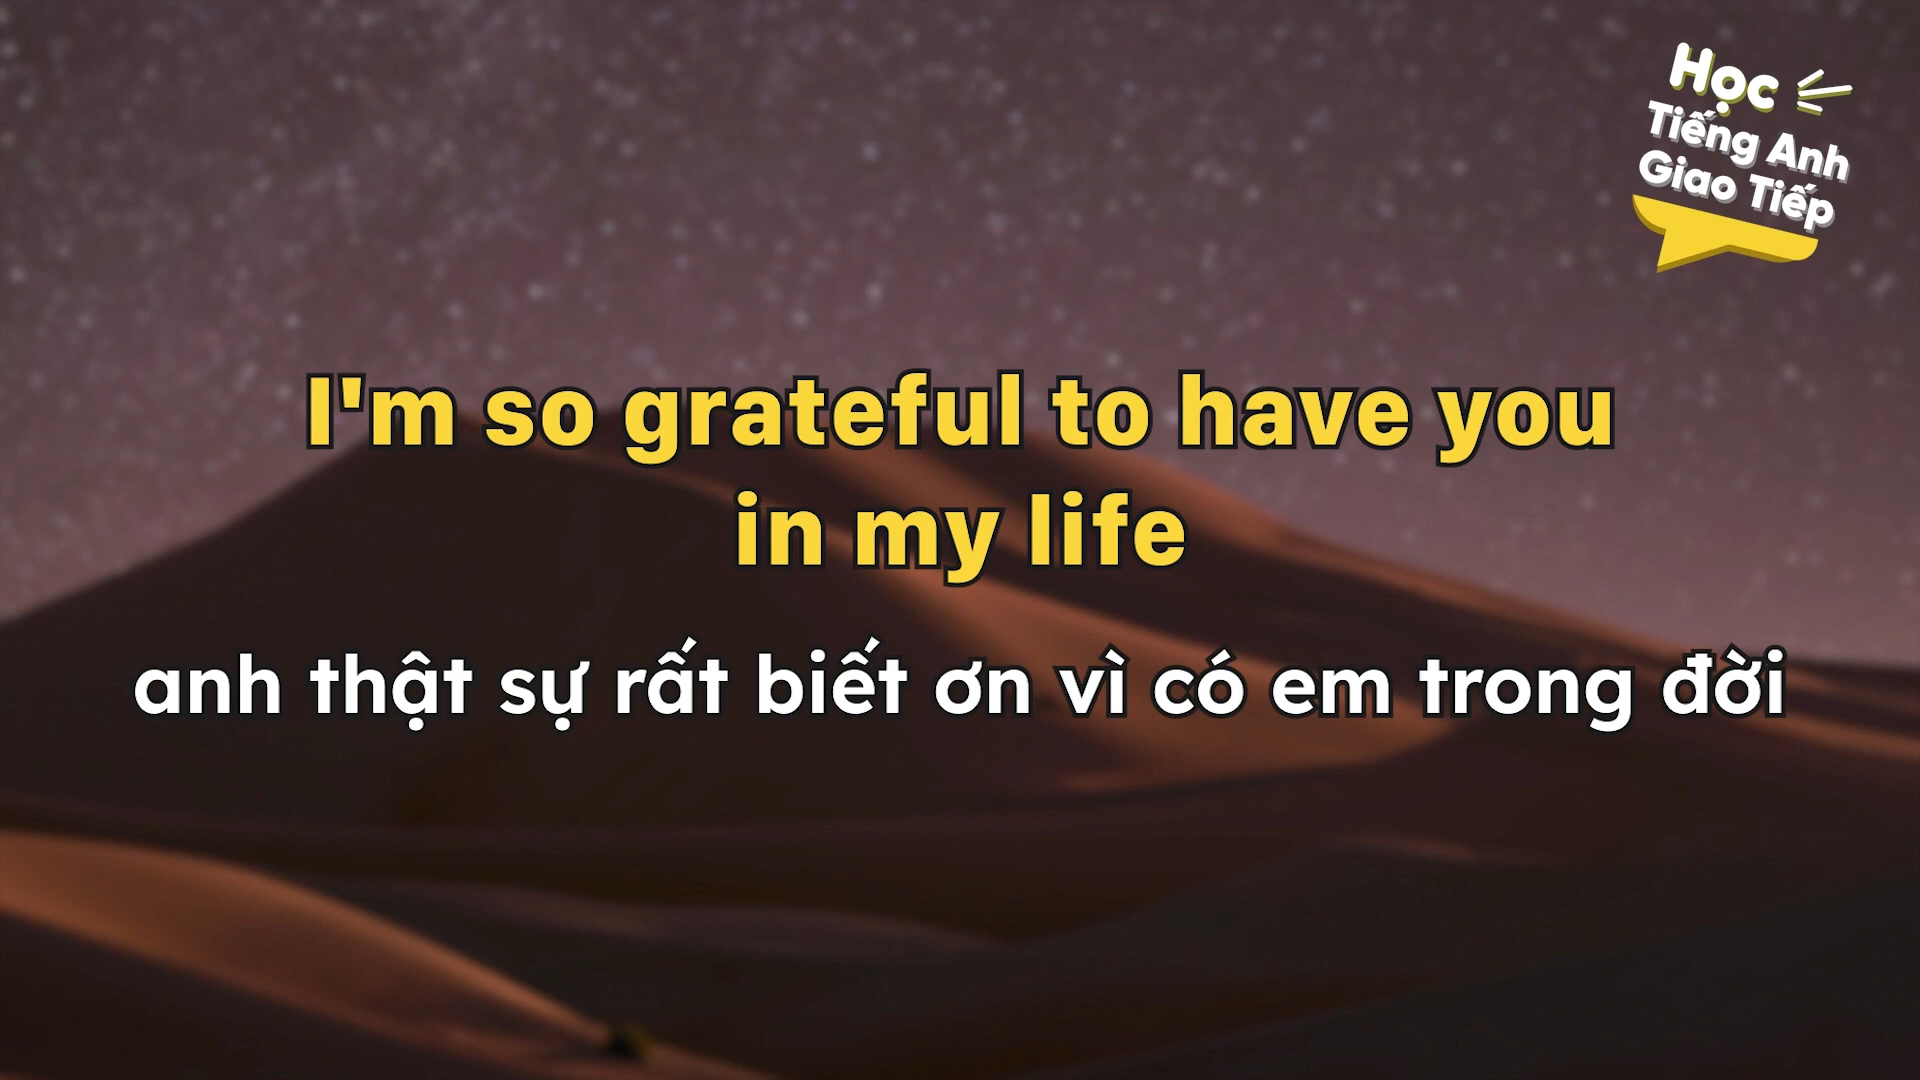 Học
Tiếng Anh
Giao Tiếp
I'm so grateful to have you
in my life
anh thật sự rất biết ơn vì có em trong đời